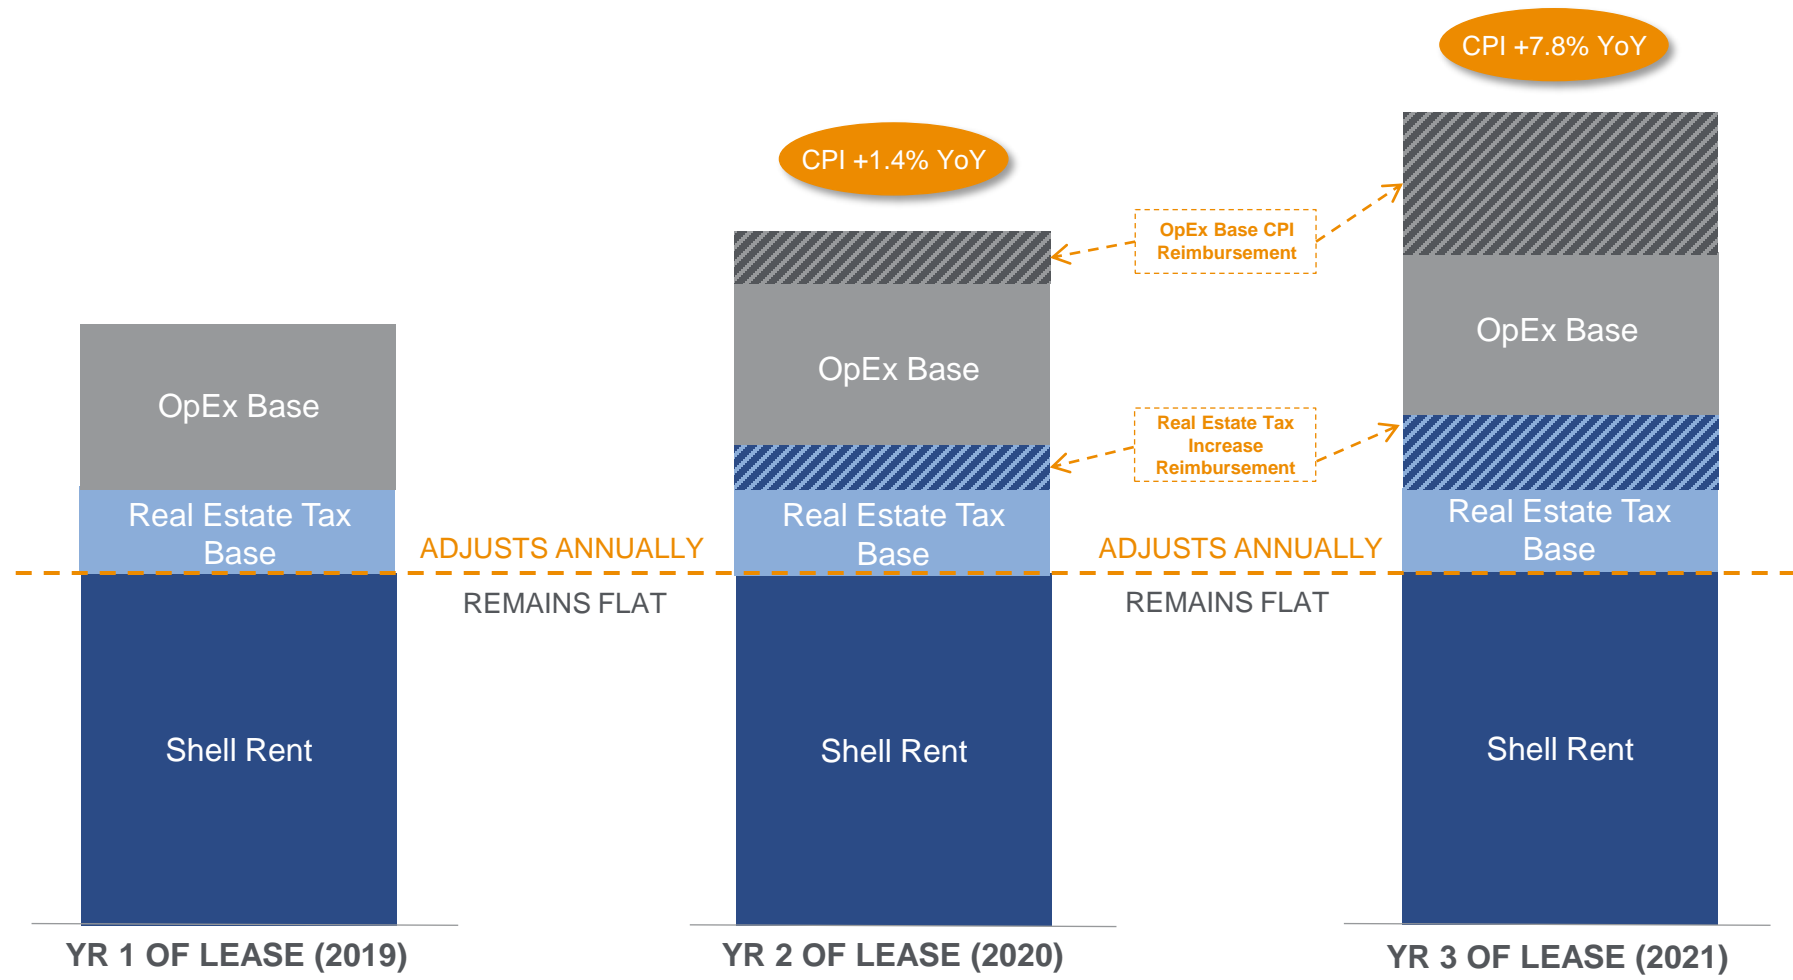 CPI +7.8% YoY
CPI +1.4% YoY
OpEx Base CPI
Reimbursement
OpEx Base
OpEx Base
OpEx Base
Real Estate Tax
Increase
Reimbursement
Real Estate Tax
Base
Real Estate Tax
Base
Real Estate Tax
Base
ADJUSTS ANNUALLY
ADJUSTS ANNUALLY
REMAINS FLAT
REMAINS FLAT
Shell Rent
Shell Rent
Shell Rent
YR 1 OF LEASE (2019)
YR 2 OF LEASE (2020)
YR 3 OF LEASE (2021)